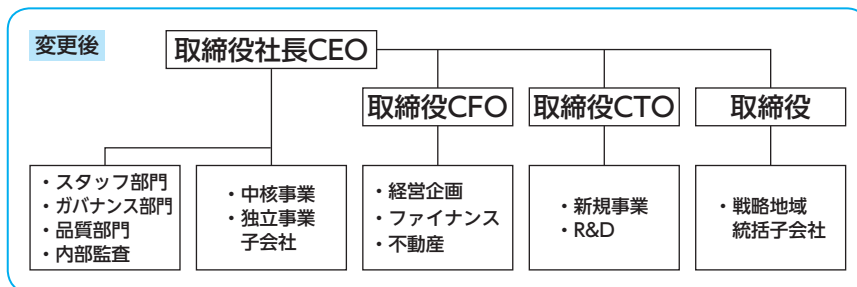 変更後
取締役社長CEO
取締役CFO
取締役CTO
取締役
・スタッフ部門
・ガバナンス部門
・品質部門
・内部監査
・中核事業
・独立事業
子会社
・経営企画
・ファイナンス
・不動産
・新規事業
・R&D
・戦略地域
統括子会社